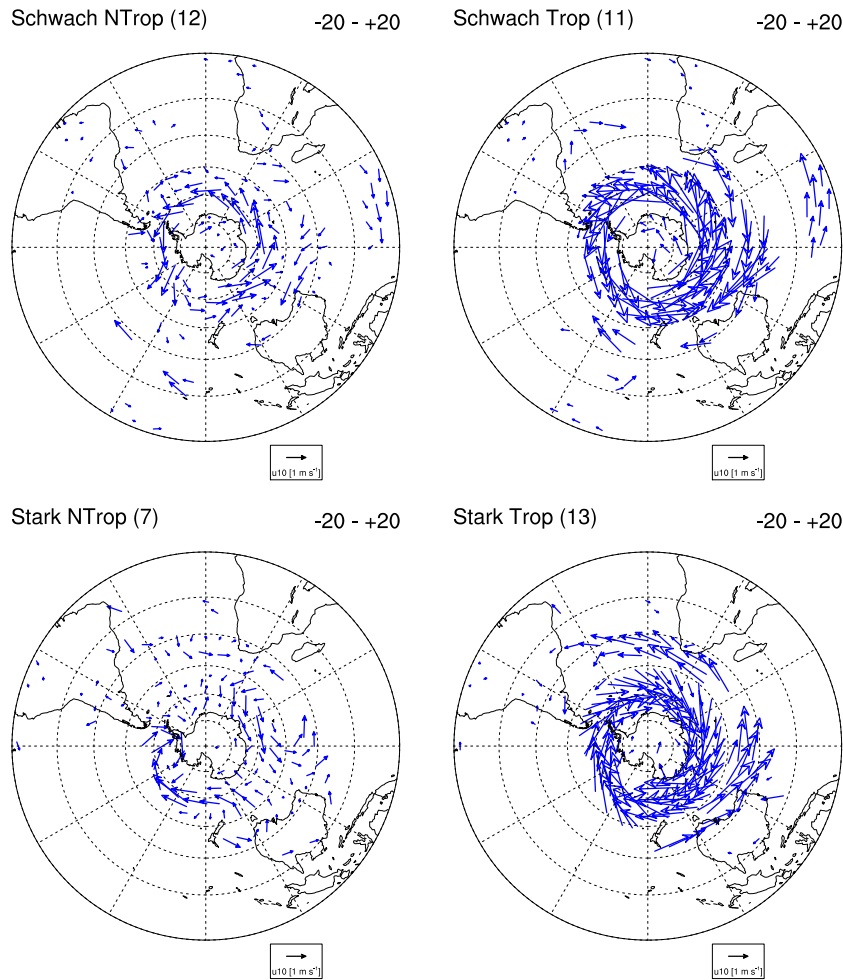 Schwach NTrop (12) -20 - +20
Schwach Trop (11) -20 - +20
u10 [1 m s⁻¹]
u10 [1 m s⁻¹]
Stark NTrop (7) -20 - +20
Stark Trop (13) -20 - +20
u10 [1 m s⁻¹]
u10 [1 m s⁻¹]